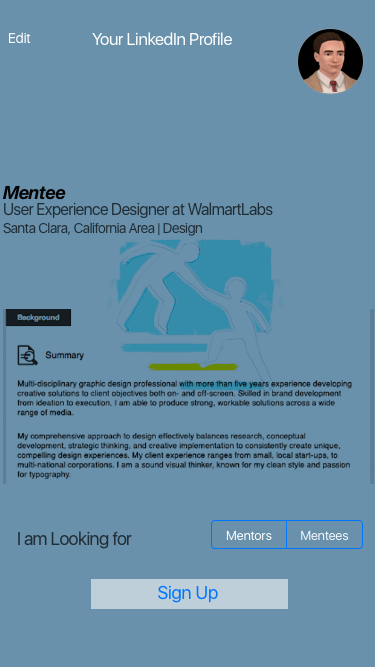 Edit
Your LinkedIn Profile
Mentee
User Experience Designer at WalmartLabs
Santa Clara, California Area | Design
Background
Summary
Multi-disciplinary graphic design professional with more than five years experience developing
creative solutions to client objectives both on- and off-screen. Skilled in brand development
from ideation to execution, I am able to produce strong, workable solutions across a wide
range of media.
My comprehensive approach to design effectively balances research, conceptual
development, strategic thinking, and creative implementation to consistently create unique,
compelling design experiences. My client experience ranges from small, local start-ups, to
multi-national corporations. I am a sound visual thinker, known for my clean style and passion
for typography.
I am Looking for
Mentors
Mentees
Sign Up